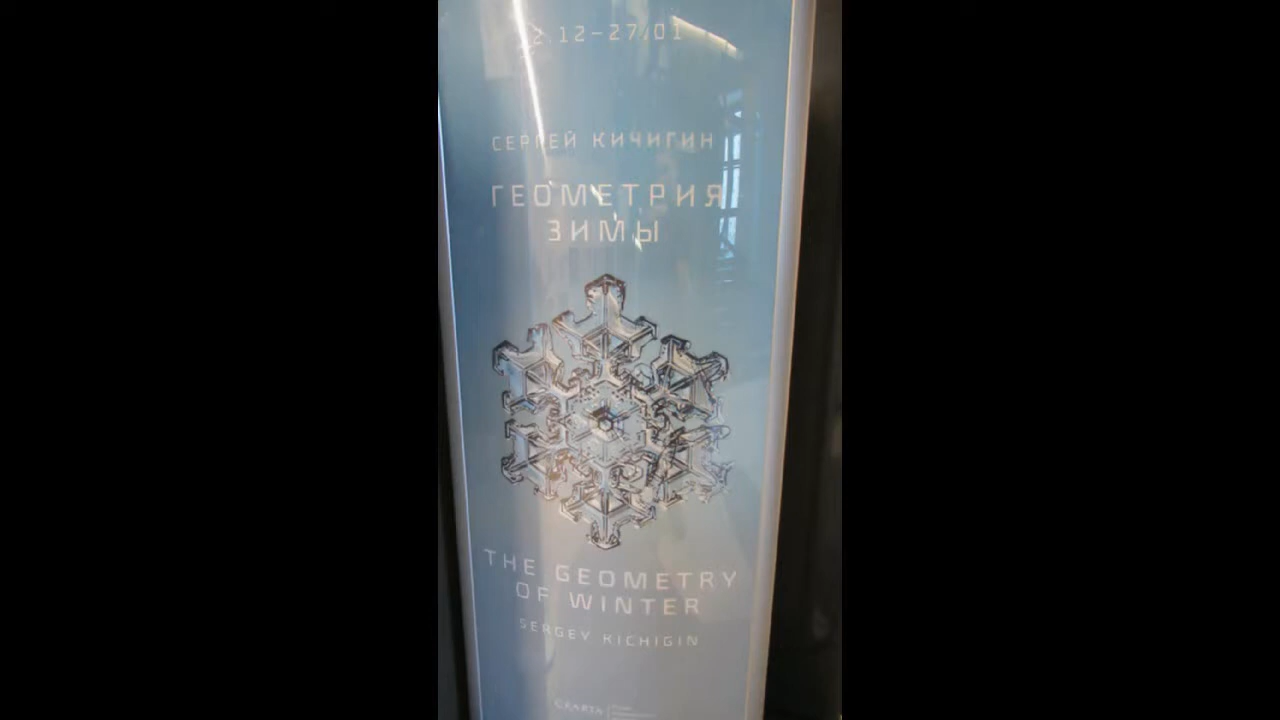 2.12-27/01
СЕРГЕЙ КИЧИГИН
ГЕОМЕТРИЯ
ЗИМЫ
THE GEOMETRY
OF WINTER
SERGEY KICHIGIN